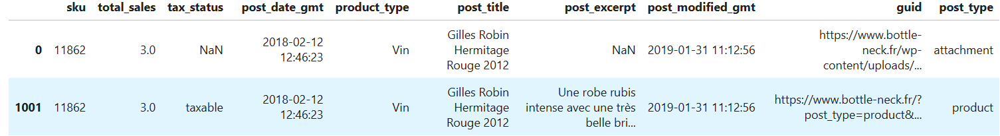 sku total_sales tax_status post_date_gmt product_type post_title post_excerpt post_modified_gmt guid post_type
0 11862 3.0 NaN 2018-02-12 12:46:23 Vin Gilles Robin Hermitage Rouge 2012 NaN 2019-01-31 11:12:56 https://www.bottle-neck.fr/wp-content/uploads/... attachment
1001 11862 3.0 taxable 2018-02-12 12:46:23 Vin Gilles Robin Hermitage Rouge 2012 Une robe rubis intense avec une très belle bri... 2019-01-31 11:12:56 https://www.bottle-neck.fr/?post_type=product&... product